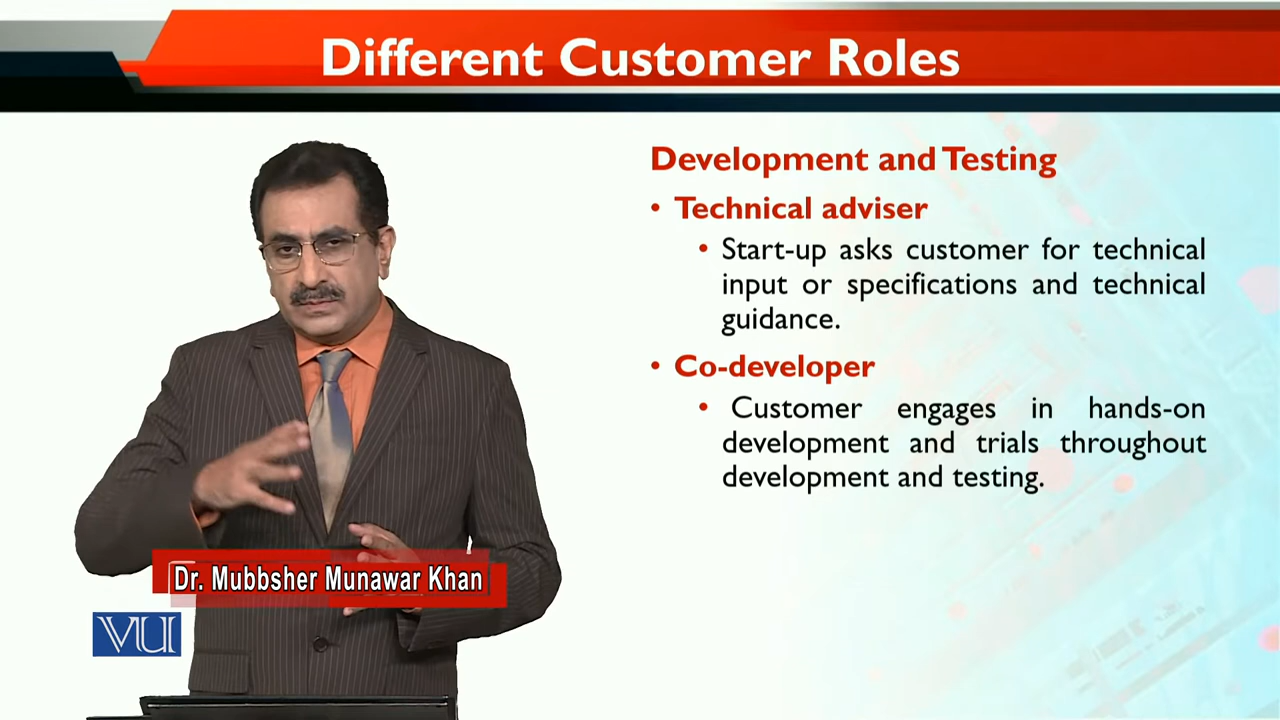 Different Customer Roles
Development and Testing
• Technical adviser
• Start-up asks customer for technical
input or specifications and technical
guidance.
• Co-developer
• Customer engages in hands-on
development and trials throughout
development and testing.
Dr. Mubbsher Munawar Khan
VU